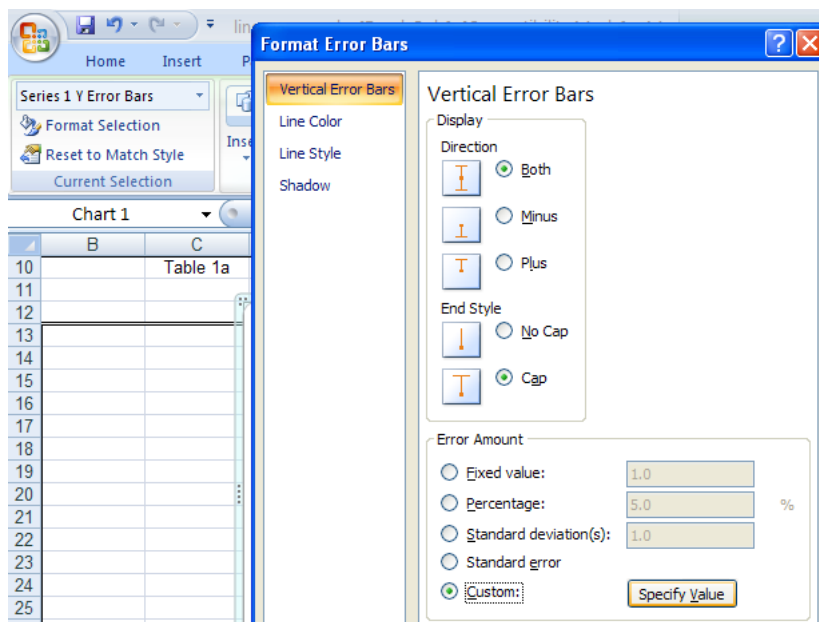 Home Insert P
Series 1 Y Error Bars
Format Selection
Reset to Match Style
Current Selection
Inse
Chart 1
B C
10 Table 1a
11
12
13
14
15
16
17
18
19
20
21
22
23
24
25
Format Error Bars
Vertical Error Bars
Line Color
Line Style
Shadow
Vertical Error Bars
Display
Direction
Both
Minus
Plus
End Style
No Cap
Cap
Error Amount
Fixed value: 1.0
Percentage: 5.0 %
Standard deviation(s): 1.0
Standard error
Custom: Specify Value